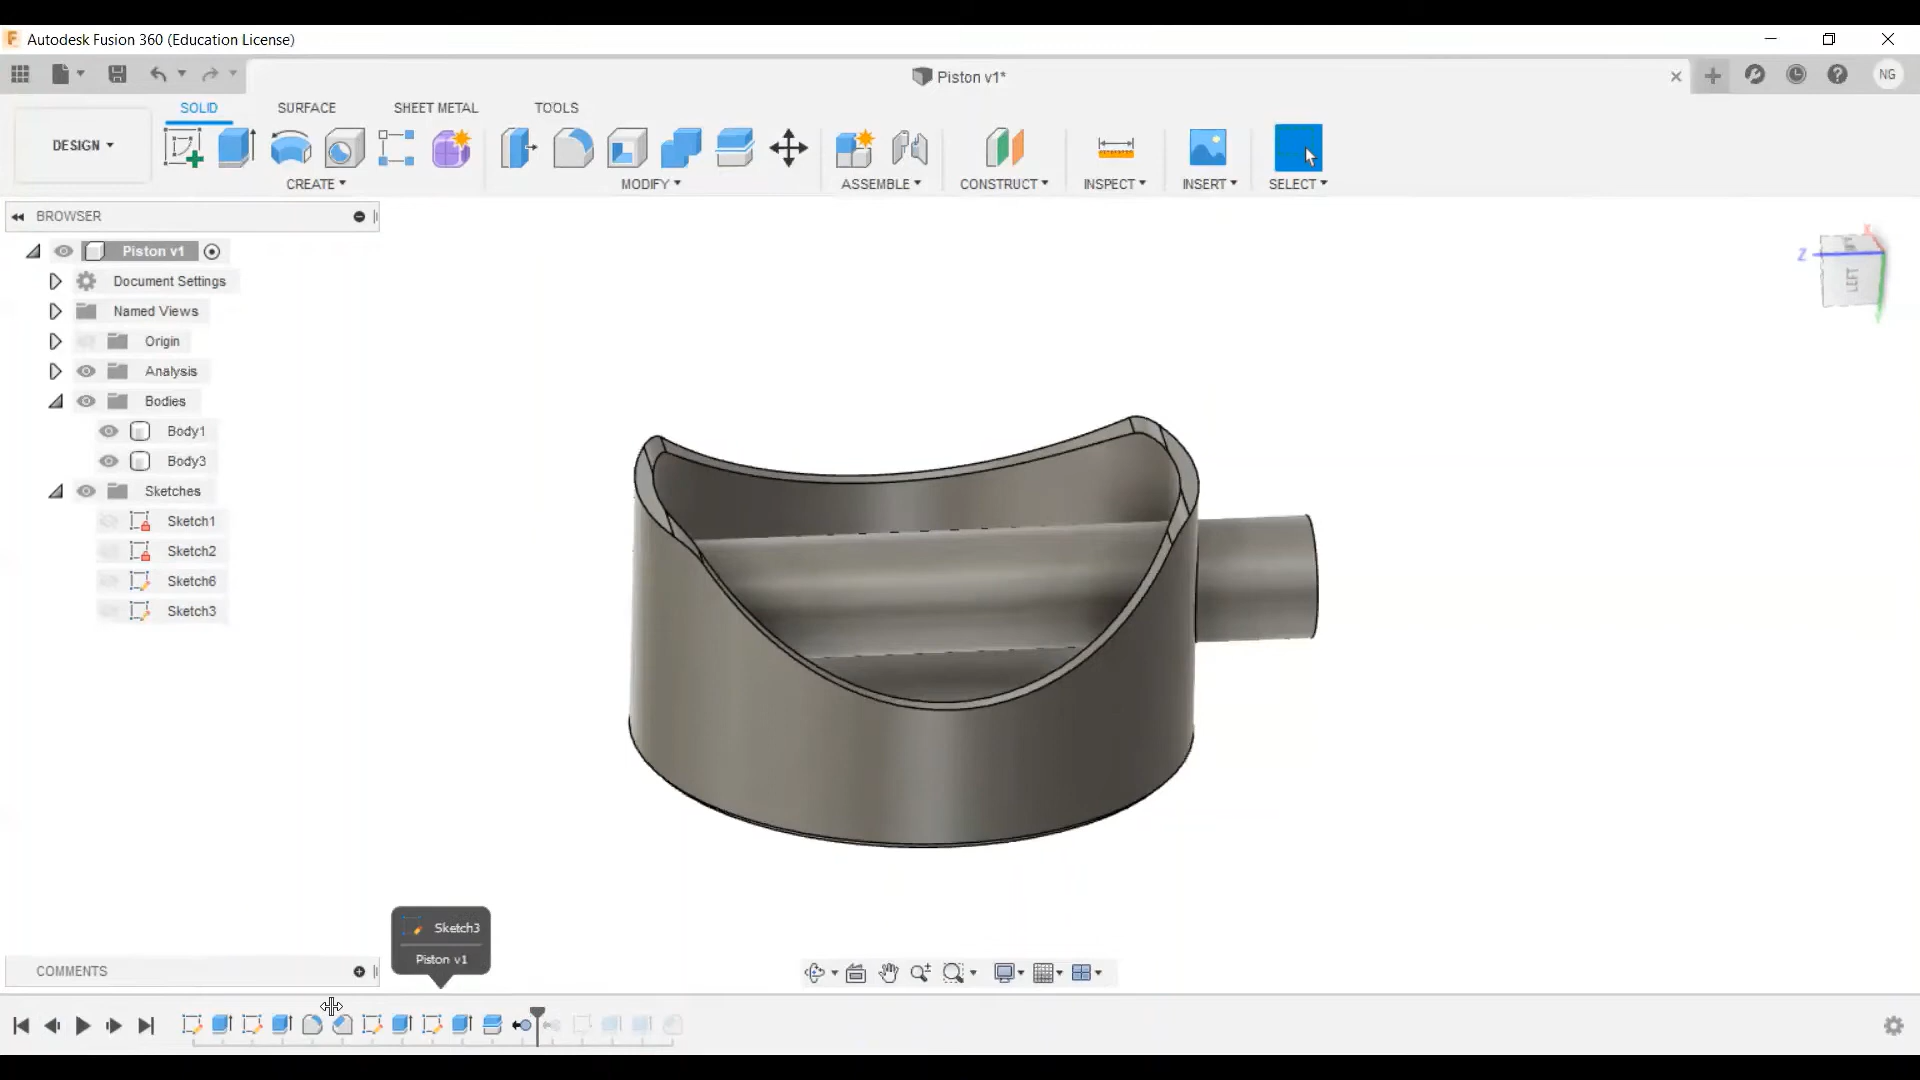 Autodesk Fusion 360 (Education License)
Piston v1*
NG
DESIGN
SOLID
SURFACE
SHEET METAL
TOOLS
CREATE
MODIFY
ASSEMBLE
CONSTRUCT
INSPECT
INSERT
SELECT
BROWSER
Piston v1
Document Settings
Named Views
Origin
Analysis
Bodies
Body1
Body3
Sketches
Sketch1
Sketch2
Sketch6
Sketch3
Z
LEFT
Sketch3
Piston v1
COMMENTS